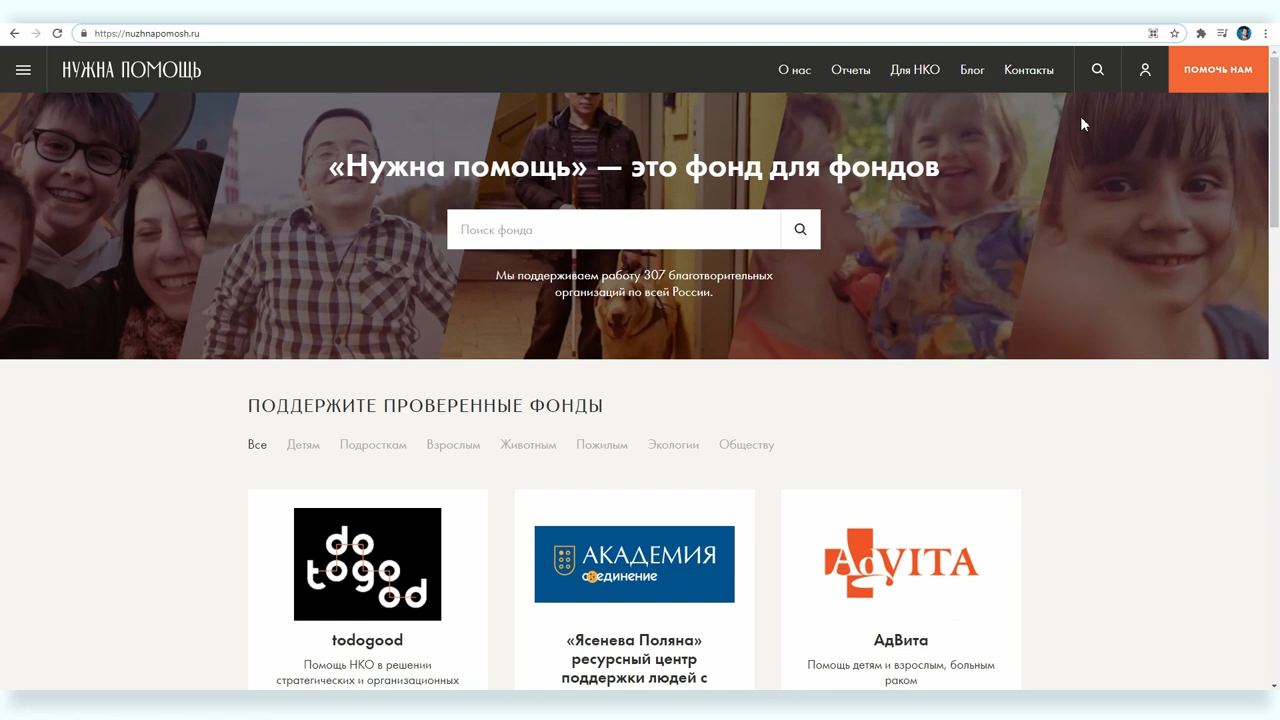 https://nuzhnapomosh.ru
НУЖНА ПОМОЩЬ
О нас
Отчеты
Для НКО
Блог
Контакты
ПОМОЧЬ НАМ
«Нужна помощь» — это фонд для фондов
Поиск фонда
Мы поддерживаем работу 307 благотворительных
организаций по всей России.
ПОДДЕРЖИТЕ ПРОВЕРЕННЫЕ ФОНДЫ
Все
Детям
Подросткам
Взрослым
Животным
Пожилым
Экологии
Обществу
do
togo
od
todogood
Помощь НКО в решении
стратегических и организационных
АКАДЕМИЯ
соединение
«Ясенева Поляна»
ресурсный центр
поддержки людей с
AdVITA
АдВита
Помощь детям и взрослым, больным
раком